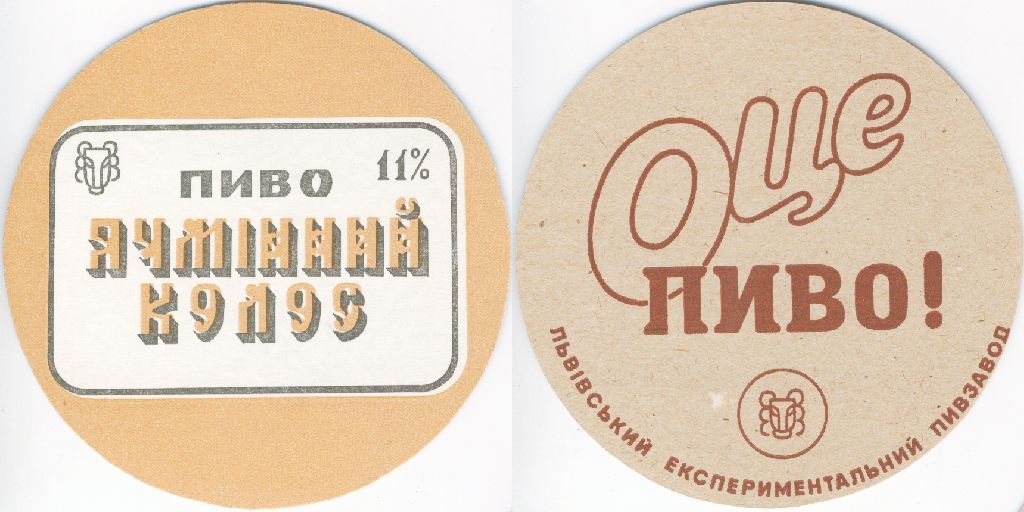 ПИВО
11%
ЯЧМІННИЙ
КОЛОС
Оце
ПИВО!
ЛЬВІВСЬКИЙ ЕКСПЕРИМЕНТАЛЬНИЙ ПИВЗАВОД